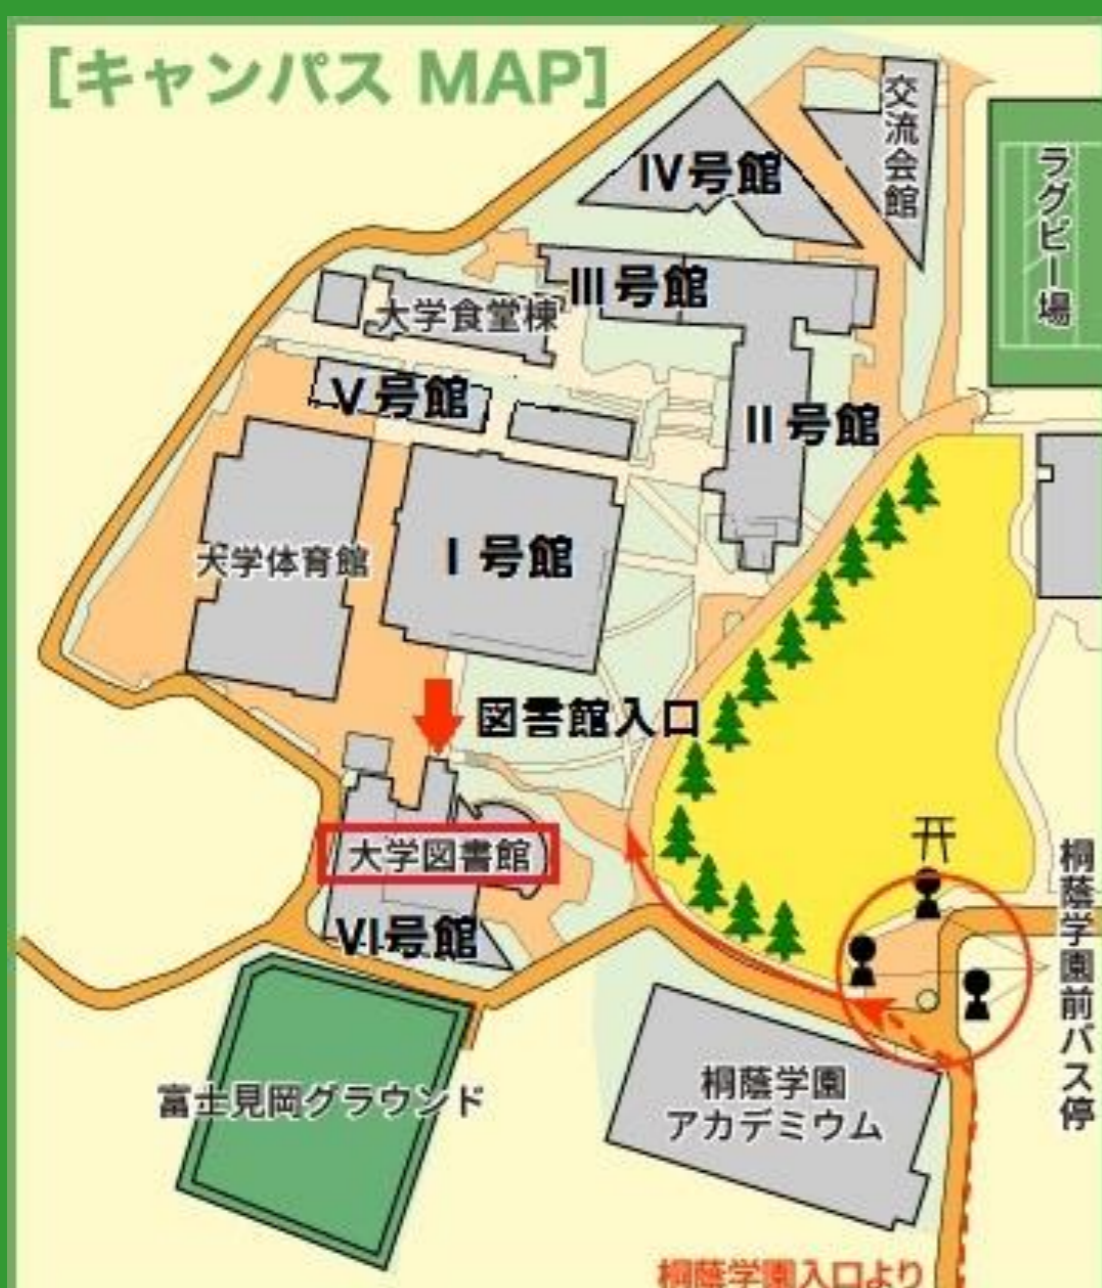 [キャンパス MAP]
交流会館
Ⅳ号館
ラグビー場
Ⅲ号館
大学食堂棟
Ⅴ号館
Ⅱ号館
Ⅰ号館
大学体育館
図書館入口
大学図書館
Ⅵ号館
桐蔭学園前バス停
富士見岡グラウンド
桐蔭学園
アカデミウム
桐蔭学園入口より